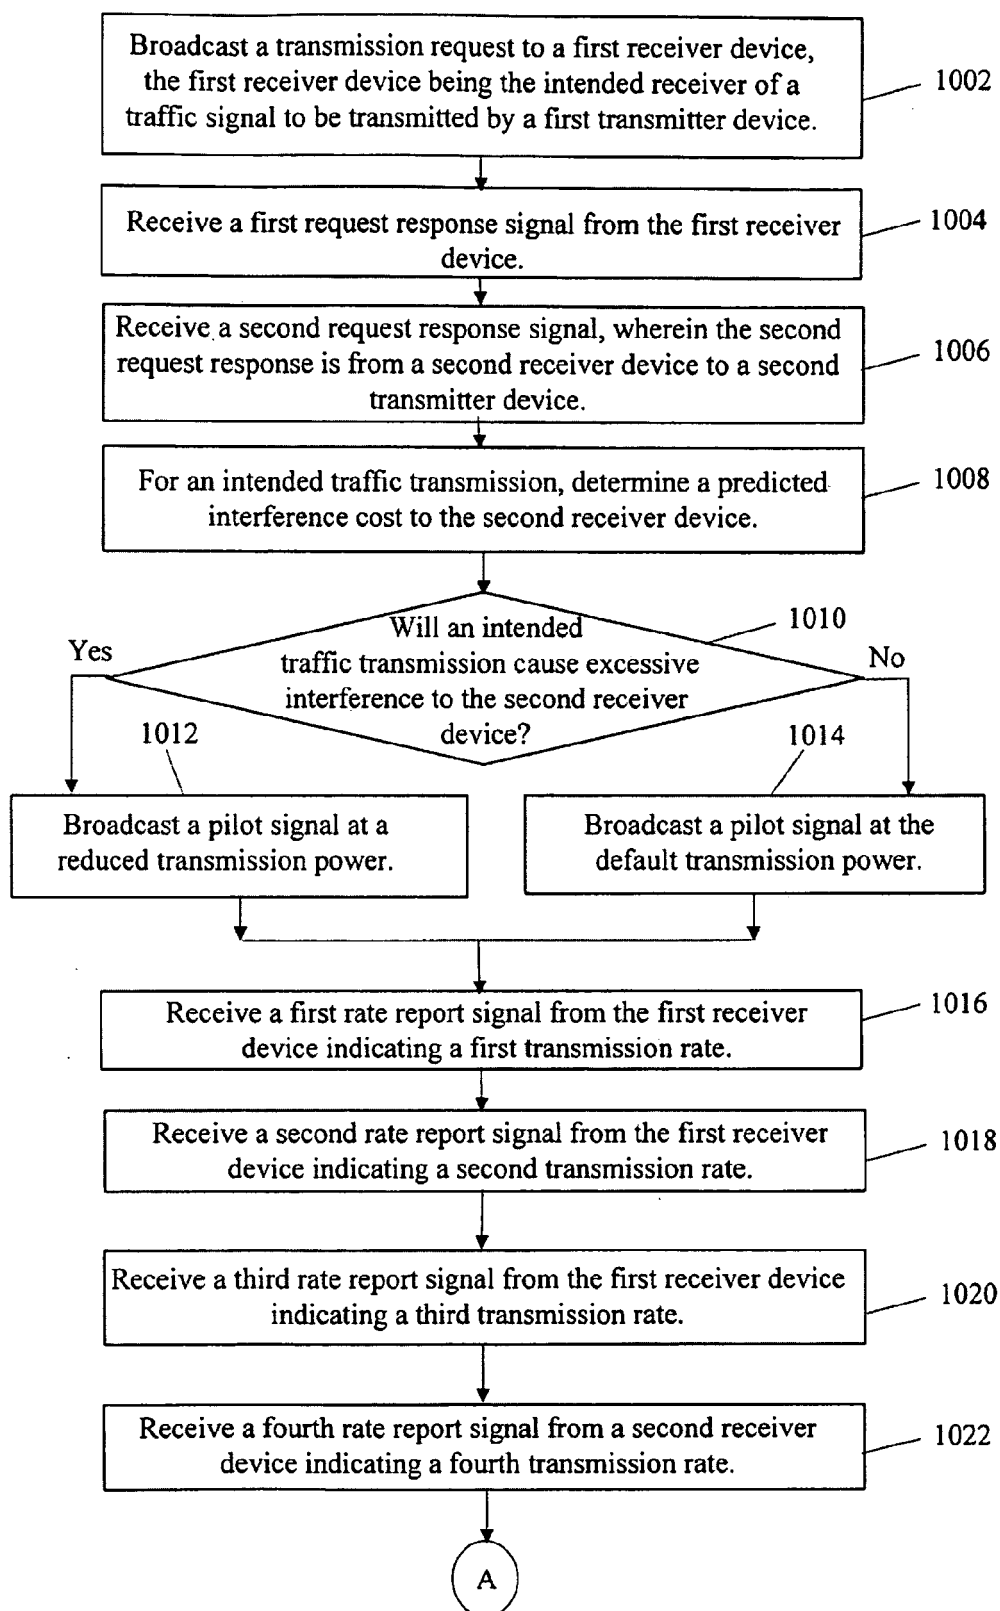 Broadcast a transmission request to a first receiver device,
the first receiver device being the intended receiver of a
traffic signal to be transmitted by a first transmitter device.
1002
Receive a first request response signal from the first receiver
device.
1004
Receive a second request response signal, wherein the second
request response is from a second receiver device to a second
transmitter device.
1006
For an intended traffic transmission, determine a predicted
interference cost to the second receiver device.
1008
Will an intended
traffic transmission cause excessive
interference to the second receiver
device?
1010
Yes
No
1012
1014
Broadcast a pilot signal at a
reduced transmission power.
Broadcast a pilot signal at the
default transmission power.
Receive a first rate report signal from the first receiver
device indicating a first transmission rate.
1016
Receive a second rate report signal from the first receiver
device indicating a second transmission rate.
1018
Receive a third rate report signal from the first receiver device
indicating a third transmission rate.
1020
Receive a fourth rate report signal from a second receiver
device indicating a fourth transmission rate.
1022
A